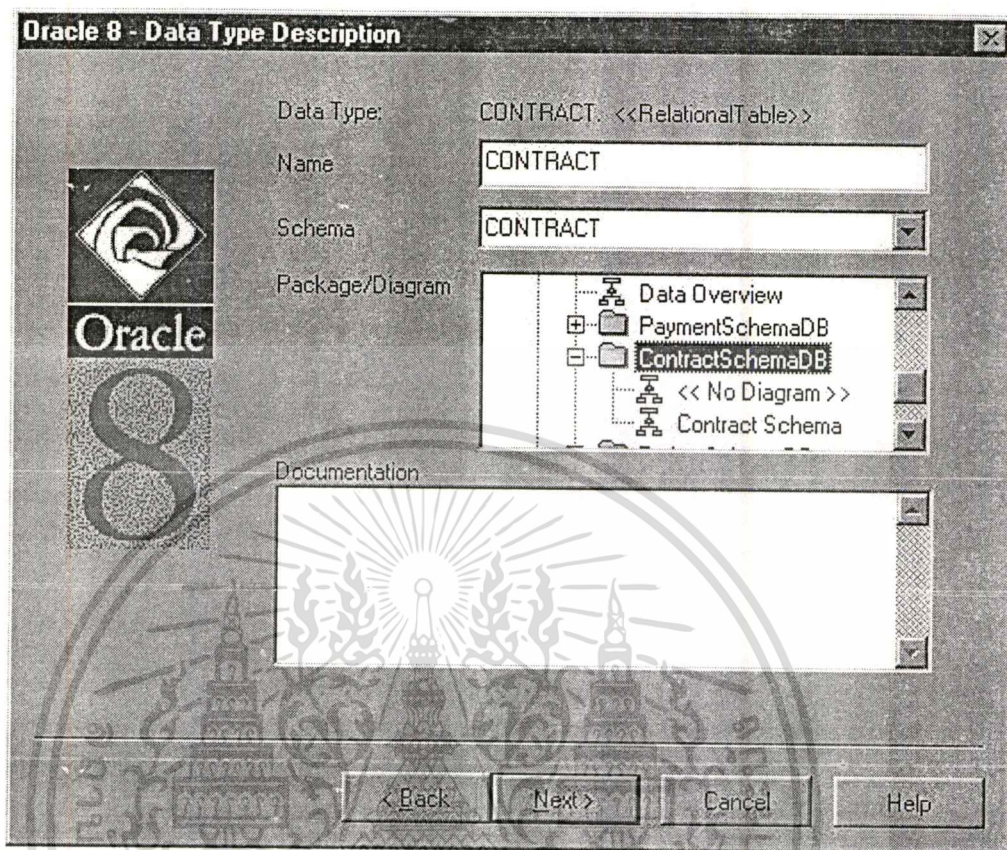 Oracle 8 - Data Type Description
Data Type: CONTRACT. <<RelationalTable>>
Name CONTRACT
Schema CONTRACT
Package/Diagram
Data Overview
PaymentSchemaDB
ContractSchemaDB
<< No Diagram >>
Contract Schema
Oracle
8
Documentation
< Back Next > Cancel Help